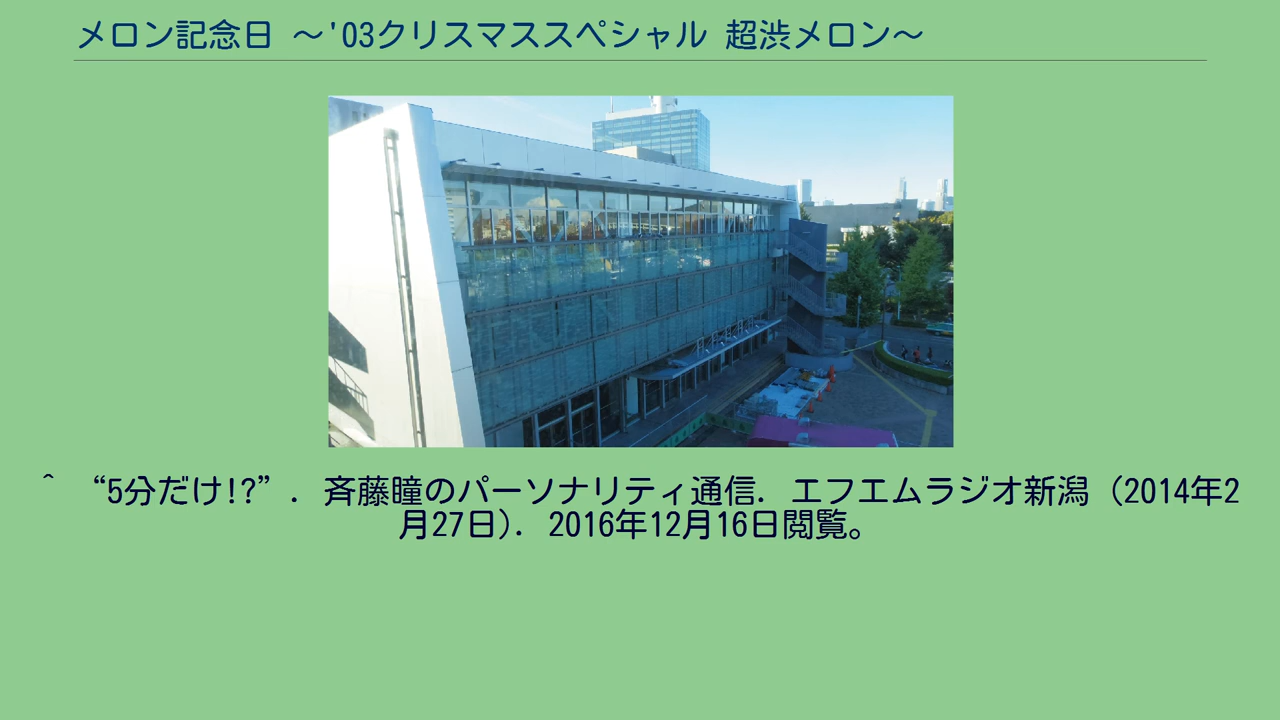 メロン記念日 ～'03クリスマススペシャル 超渋メロン～
^ “5分だけ!?”. 斉藤瞳のパーソナリティ通信. エフエムラジオ新潟 (2014年2
月27日). 2016年12月16日閲覧。